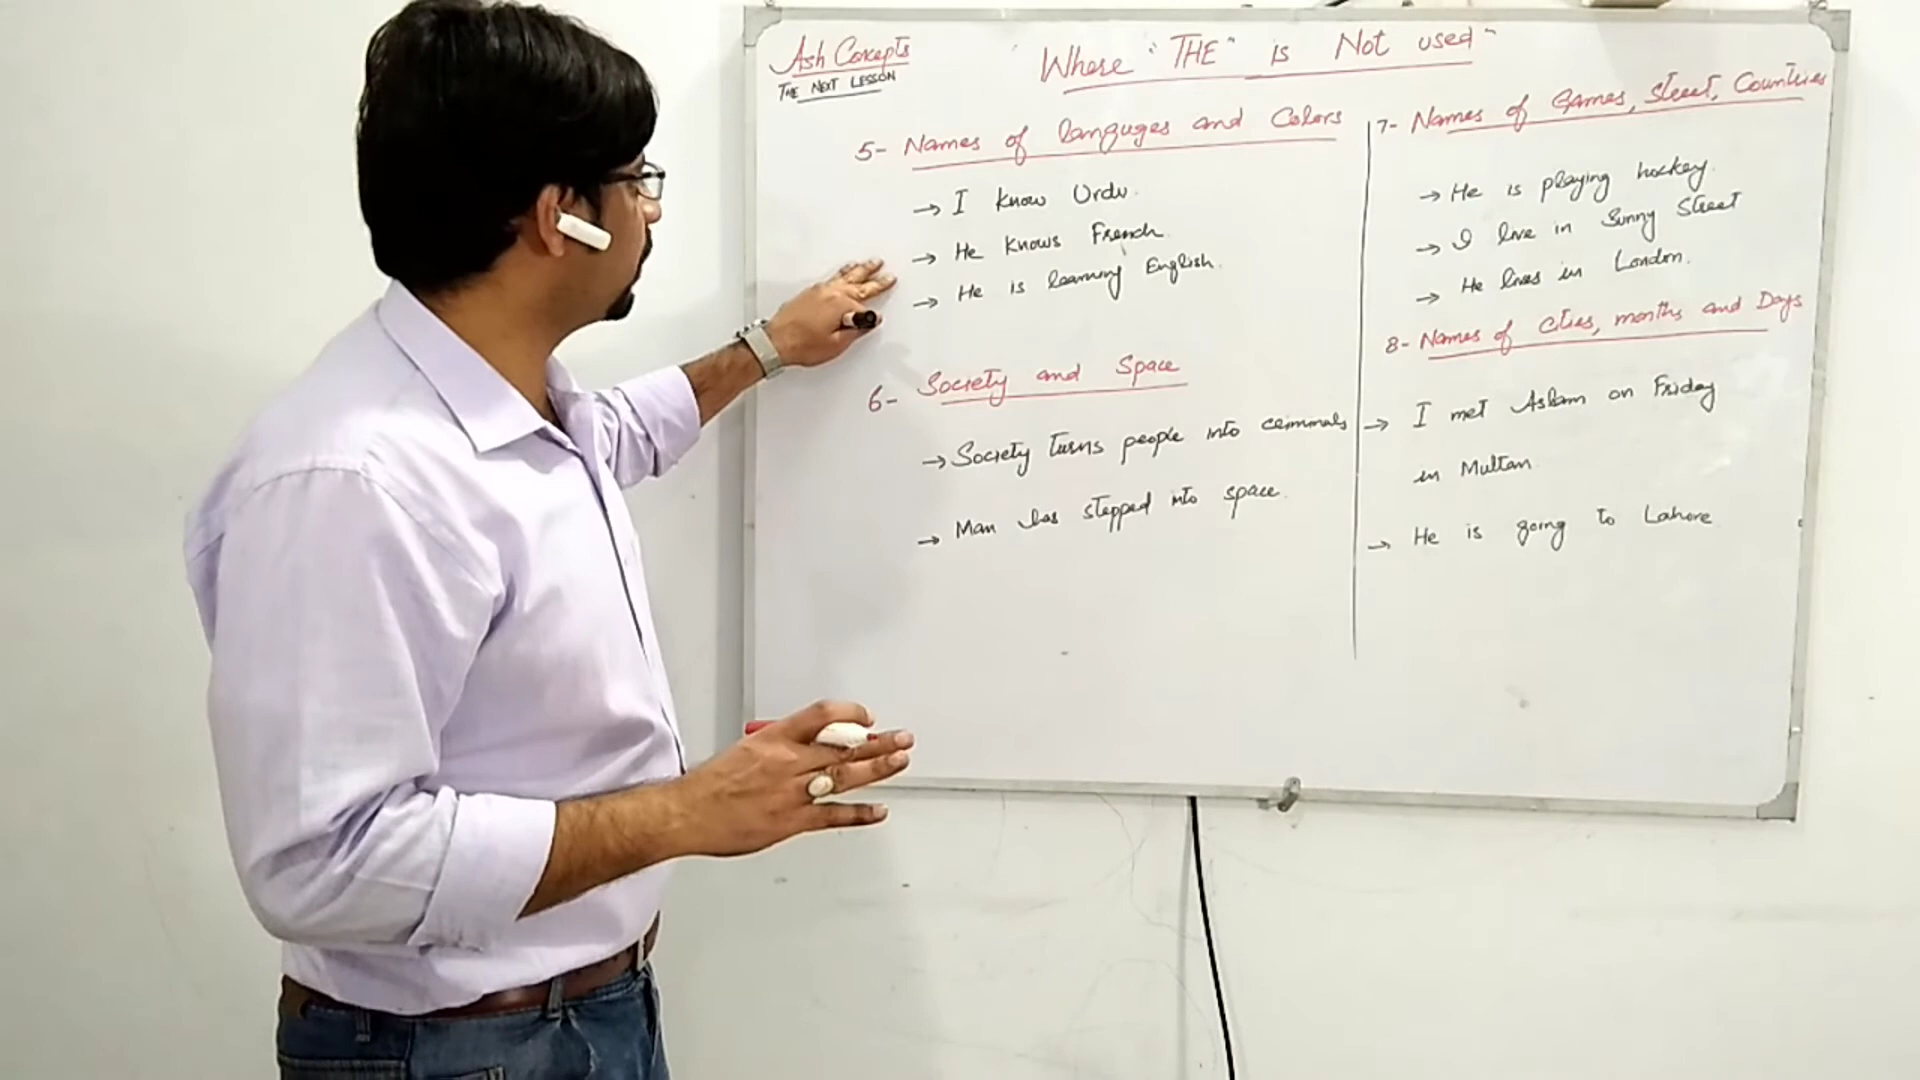 Ash Concepts
THE NEXT LESSON
"Where "THE" is Not used"
5- Names of languges and Colors
→ I know Urdu.
→ He knows French.
→ He is learning English.
6- Society and Space
→ Society turns people into criminals
→ Man has stepped into space.
7- Names of Games, Street, Countries
→ He is playing hockey.
→ I live in Sunny Street
→ He lives in London.
8- Names of cities, months and Days
→ I met Aslam on Friday
in Multan.
→ He is going to Lahore